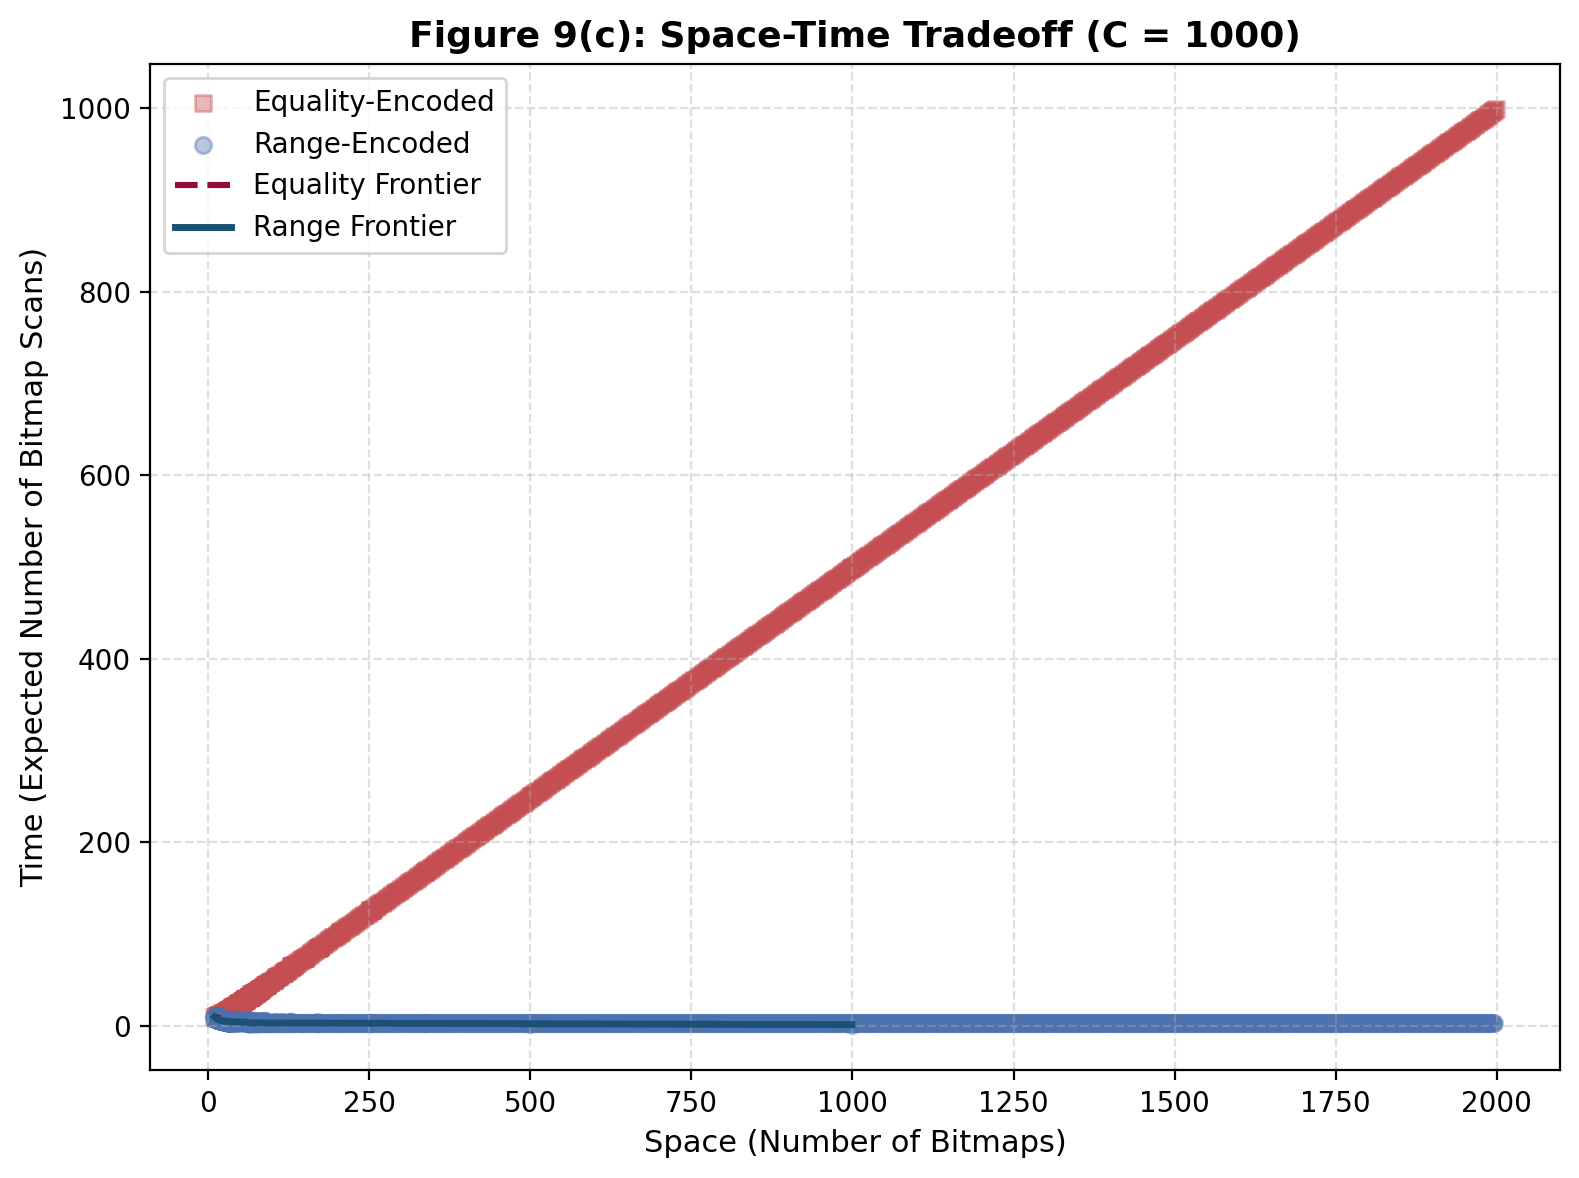 Figure 9(c): Space-Time Tradeoff (C = 1000)
Equality-Encoded
Range-Encoded
Equality Frontier
Range Frontier
Time (Expected Number of Bitmap Scans)
1000
800
600
400
200
0
0 250 500 750 1000 1250 1500 1750 2000
Space (Number of Bitmaps)